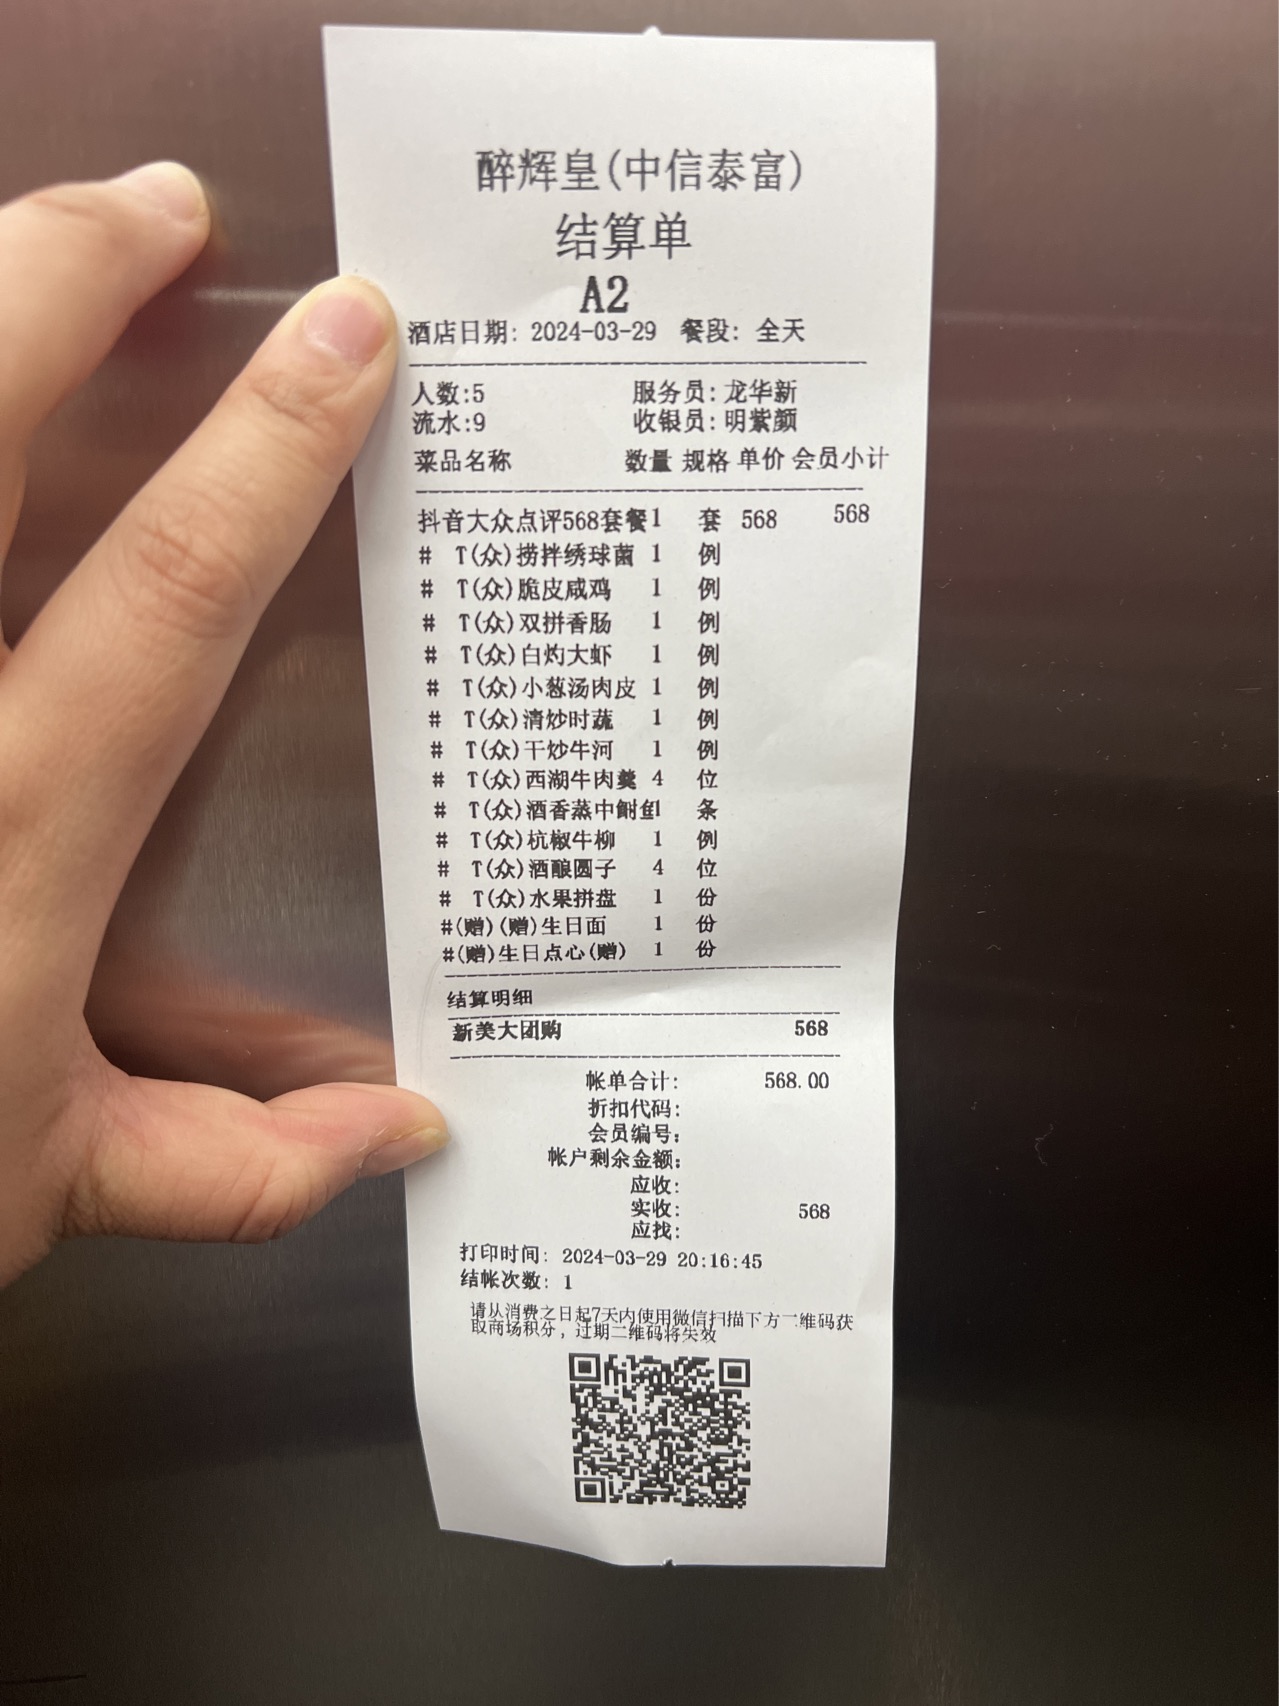 醉辉皇(中信泰富)
结算单
A2
酒店日期: 2024-03-29 餐段: 全天
人数:5 服务员:龙华新
流水:9 收银员:明紫颜
菜品名称 数量 规格 单价 会员小计
抖音大众点评568套餐1 套 568 568
# T(众)捞拌绣球菌 1 例
# T(众)脆皮咸鸡 1 例
# T(众)双拼香肠 1 例
# T(众)白灼大虾 1 例
# T(众)小葱汤肉皮 1 例
# T(众)清炒时蔬 1 例
# T(众)干炒牛河 1 例
# T(众)西湖牛肉羹 4 位
# T(众)酒香蒸中鲥鱼1 条
# T(众)杭椒牛柳 1 例
# T(众)酒酿圆子 4 位
# T(众)水果拼盘 1 份
#(赠)(赠)生日面 1 份
#(赠)生日点心(赠) 1 份
结算明细
新美大团购 568
帐单合计: 568.00
折扣代码:
会员编号:
帐户剩余金额:
应收:
实收: 568
应找:
打印时间: 2024-03-29 20:16:45
结帐次数: 1
请从消费之日起7天内使用微信扫描下方二维码获
取商场积分，过期二维码将失效